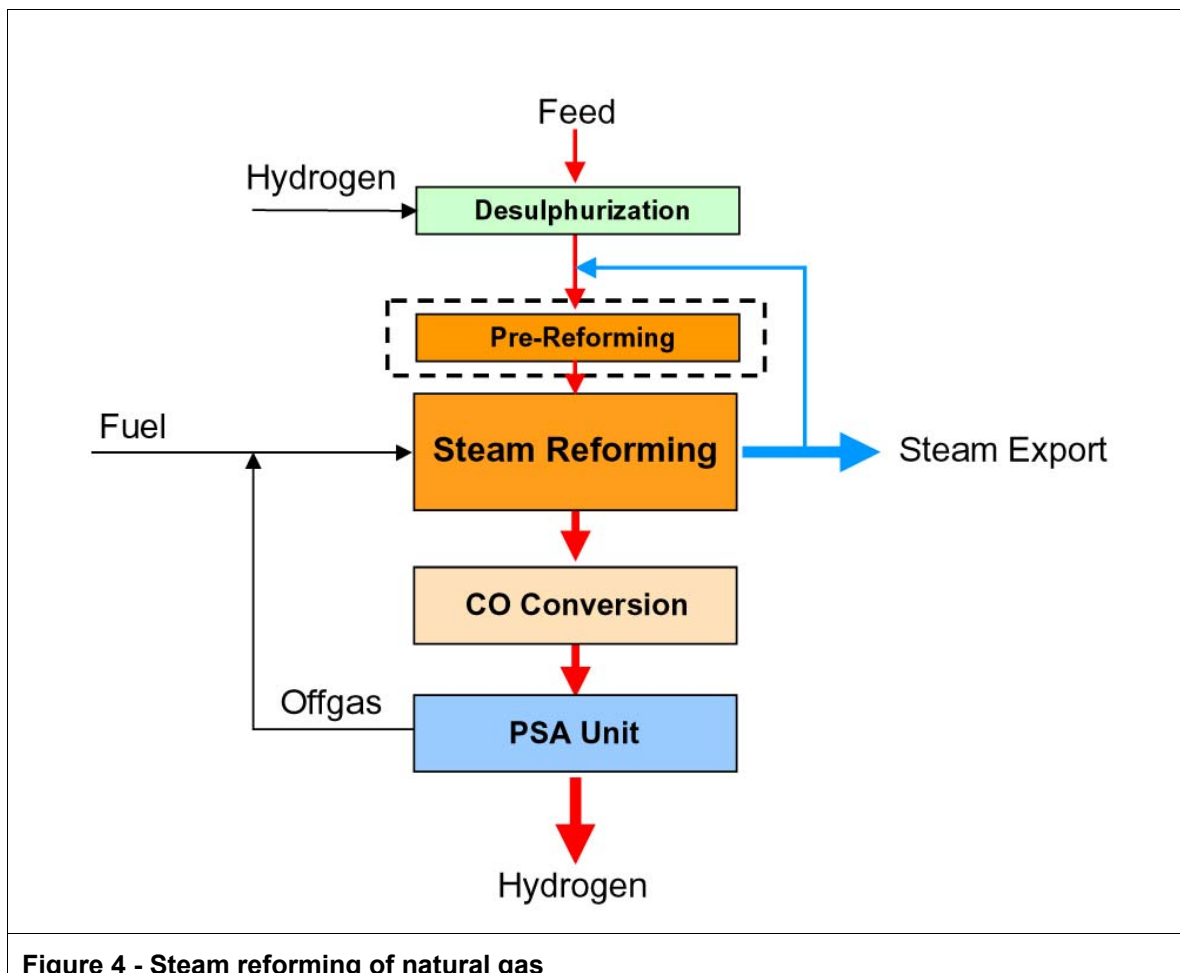 Feed
Hydrogen
Desulphurization
Pre-Reforming
Fuel
Steam Reforming
Steam Export
CO Conversion
Offgas
PSA Unit
Hydrogen
Figure 4 - Steam reforming of natural gas